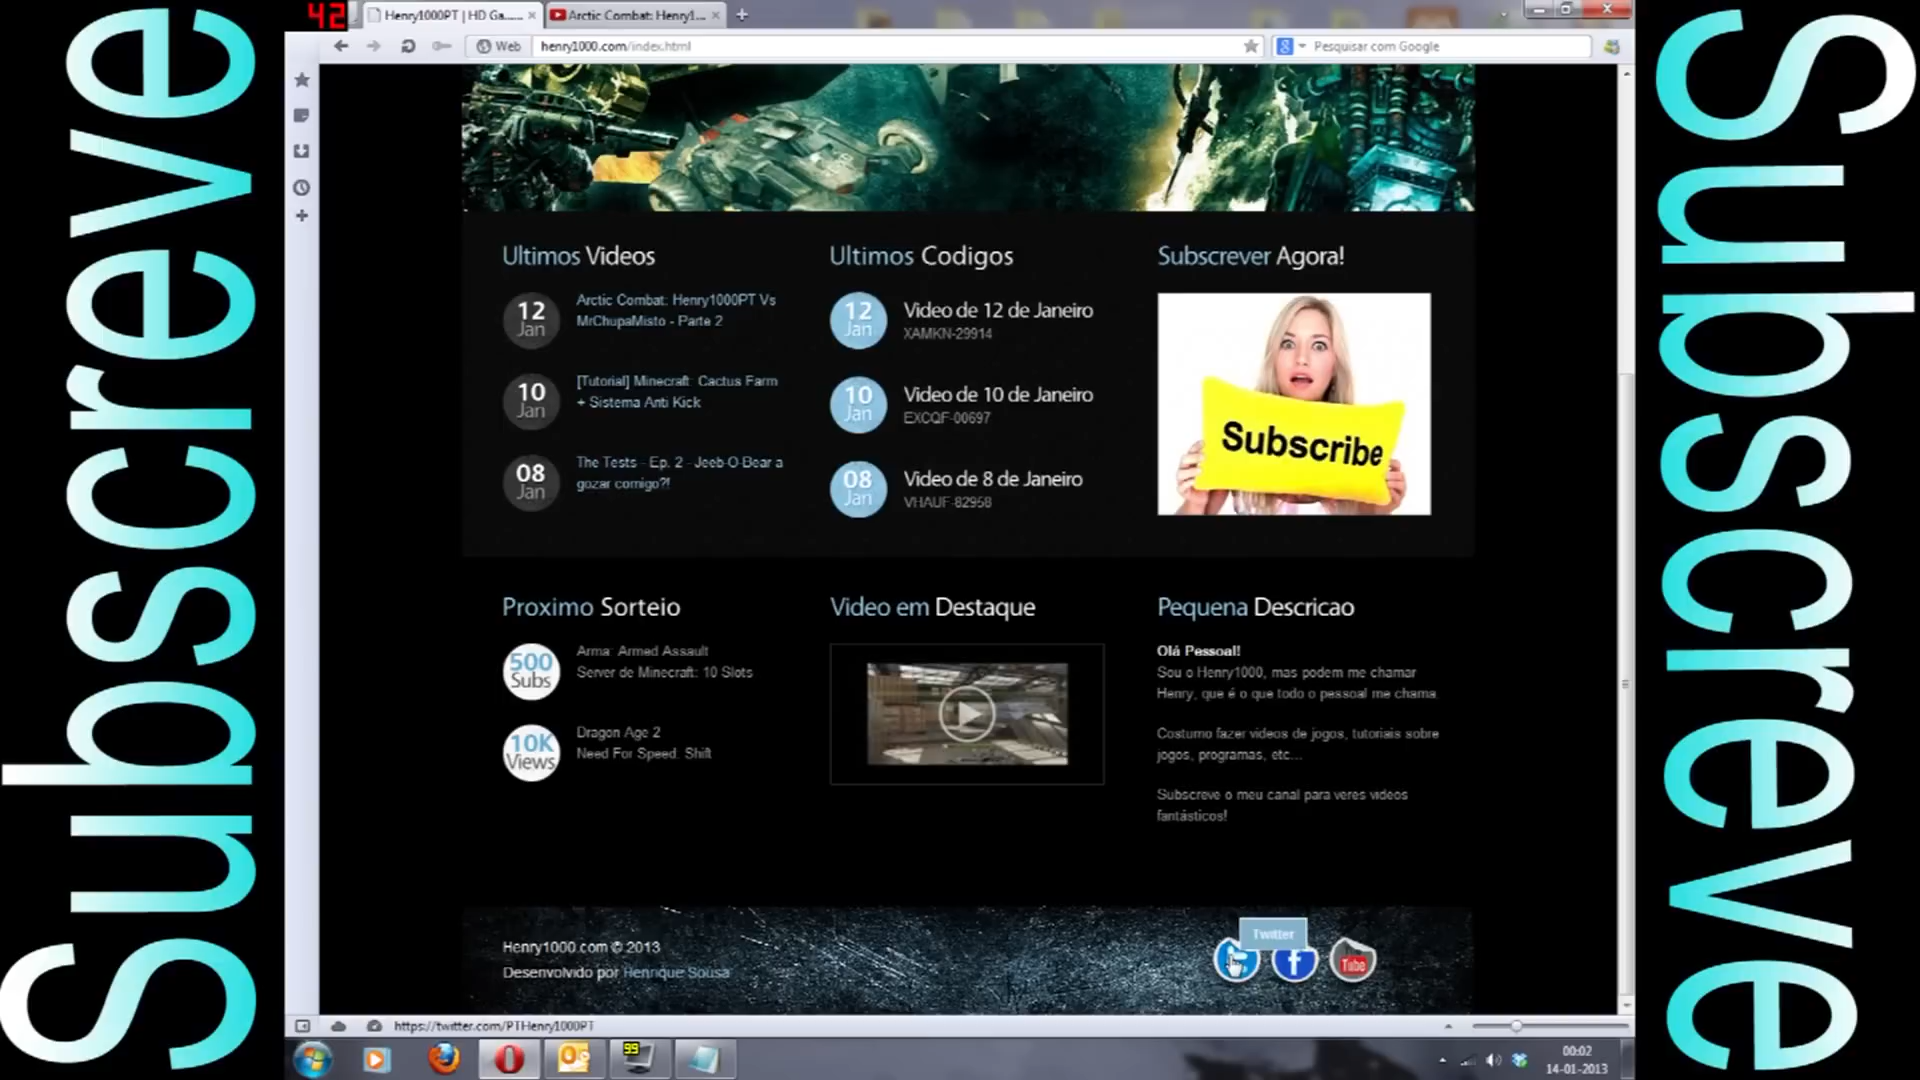 Subscreve
42
Henry1000PT | HD Ga...
Arctic Combat: Henry1...
Web
henry1000.com/index.html
Pesquisar com Google
Ultimos Videos
12 Jan
Arctic Combat: Henry1000PT Vs
MrChupaMisto - Parte 2
10 Jan
[Tutorial] Minecraft: Cactus Farm
+ Sistema Anti Kick
08 Jan
The Tests - Ep. 2 - Jeeb-O-Bear a
gozar comigo?!
Ultimos Codigos
12 Jan
Video de 12 de Janeiro
XAMKN-29914
10 Jan
Video de 10 de Janeiro
EXCQF-00697
08 Jan
Video de 8 de Janeiro
VHAUF-82958
Subscrever Agora!
Subscribe
Proximo Sorteio
500 Subs
Arma: Armed Assault
Server de Minecraft: 10 Slots
10K Views
Dragon Age 2
Need For Speed: Shift
Video em Destaque
Pequena Descricao
Olá Pessoal!
Sou o Henry1000, mas podem me chamar
Henry, que é o que todo o pessoal me chama.
Costumo fazer videos de jogos, tutoriais sobre
jogos, programas, etc...
Subscreve o meu canal para veres videos
fantásticos!
Henry1000.com © 2013
Desenvolvido por Henrique Sousa
Twitter
Tube
https://twitter.com/PTHenry1000PT
99
00:02
14-01-2013
Subscreve